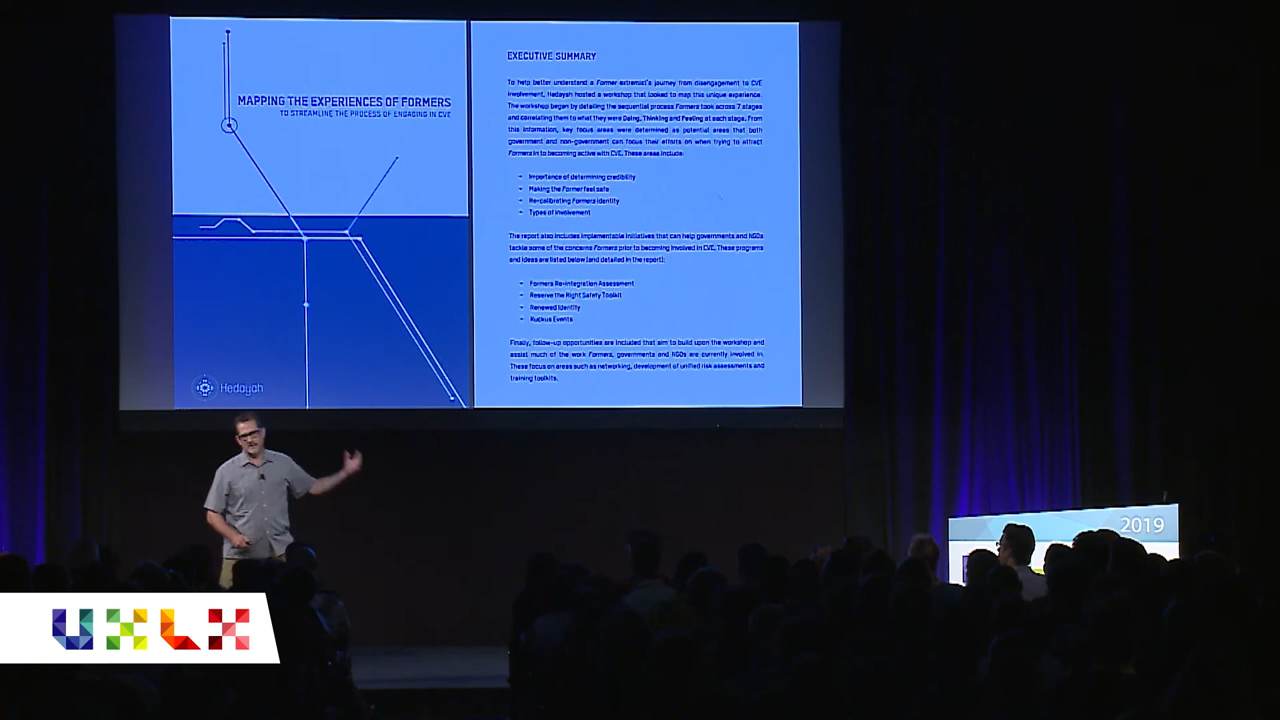 MAPPING THE EXPERIENCES OF FORMERS
TO STREAMLINE THE PROCESS OF ENGAGING IN CVE
Hedayah
EXECUTIVE SUMMARY
To help better understand a Former extremist's journey from disengagement to CVE
involvement, Hedayah hosted a workshop that looked to map this unique experience.
The workshop began by detailing the sequential process Formers took across 7 stages
and correlating them to what they were Doing, Thinking and Feeling at each stage. From
this information, key focus areas were determined as potential areas that both
government and non-government can focus their efforts on when trying to attract
Formers in to becoming active with CVE. These areas include:
- Importance of determining credibility
- Making the Former feel safe
- Re-calibrating Formers identity
- Types of involvement
The report also includes implementable initiatives that can help governments and NGOs
tackle some of the concerns Formers prior to becoming involved in CVE. These programs
and ideas are listed below (and detailed in the report):
- Formers Re-integration Assessment
- Reserve the Right Safety Toolkit
- Renewed Identity
- Ruckus Events
Finally, follow-up opportunities are included that aim to build upon the workshop and
assist much of the work Formers, governments and NGOs are currently involved in.
These focus on areas such as networking, development of unified risk assessments and
training toolkits.
2019
UXLX